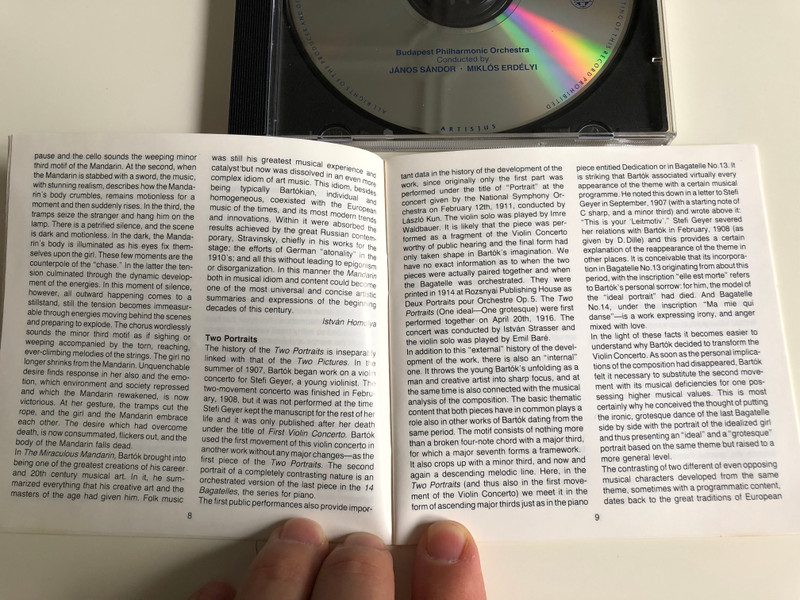 Budapest Philharmonic Orchestra
Conducted by
JÁNOS SÁNDOR · MIKLÓS ERDÉLYI
ARTISJUS
pause and the cello sounds the weeping minor
third motif of the Mandarin. At the second, when
the Mandarin is stabbed with a sword, the music,
with stunning realism, describes how the Manda-
rin's body crumbles, remains motionless for a
moment and then suddenly rises. In the third, the
tramps seize the stranger and hang him on the
lamp. There is a petrified silence, and the scene
is dark and motionless. In the dark, the Manda-
rin's body is illuminated as his eyes fix them-
selves upon the girl. These few moments are the
counterpole of the "chase." In the latter the ten-
sion culminated through the dynamic develop-
ment of the energies. In this moment of silence,
however, all outward happening comes to a
stillstand, still the tension becomes immeasur-
able through energies moving behind the scenes
and preparing to explode. The chorus wordlessly
sounds the minor third motif as if sighing or
weeping accompanied by the torn, reaching,
ever-climbing melodies of the strings. The girl no
longer shrinks from the Mandarin. Unquenchable
desire finds response in her also and the emo-
tion, which environment and society repressed
and which the Mandarin rewakened, is now
victorious. At her gesture, the tramps cut the
rope, and the girl and the Mandarin embrace
each other. The desire which had overcome
death, is now consummated, flickers out, and the
body of the Mandarin falls dead.
In The Miraculous Mandarin, Bartók brought into
being one of the greatest creations of his career
and 20th century musical art. In it, he sum-
marized everything that his creative art and the
masters of the age had given him. Folk music
8
was still his greatest musical experience and
catalyst but now was dissolved in an even more
complex idiom of art music. This idiom, besides
being typically Bartókian, individual and
homogeneous, coexisted with the European
music of the times, and its most modern trends
and innovations. Within it were absorbed the
results achieved by the great Russian contem-
porary, Stravinsky, chiefly in his works for the
stage; the efforts of German "atonality" in the
1910's; and all this without leading to epigonism
or disorganization. In this manner the Mandarin
both in musical idiom and content could become
one of the most universal and concise artistic
summaries and expressions of the beginning
decades of this century.
István Homolya
Two Portraits
The history of the Two Portraits is inseparably
linked with that of the Two Pictures. In the
summer of 1907, Bartók began work on a violin
concerto for Stefi Geyer, a young violinist. The
two-movement concerto was finished in Febru-
ary, 1908, but it was not performed at the time
Stefi Geyer kept the manuscript for the rest of her
life and it was only published after her death
under the title of First Violin Concerto. Bartók
used the first movement of this violin concerto in
another work without any major changes—as the
first piece of the Two Portraits. The second
portrait of a completely contrasting nature is an
orchestrated version of the last piece in the 14
Bagatelles, the series for piano.
The first public performances also provide impor-
tant data in the history of the development of the
work, since originally only the first part was
performed under the title of "Portrait" at the
concert given by the National Symphony Or-
chestra on February 12th, 1911, conducted by
László Kun. The violin solo was played by Imre
Waldbauer. It is likely that the piece was per-
formed as a fragment of the Violin Concerto
worthy of public hearing and the final form had
only taken shape in Bartók's imagination. We
have no exact information as to when the two
pieces were actually paired together and when
the Bagatelle was orchestrated. They were
printed in 1914 at Rozsnyai Publishing House as
Deux Portraits pour Orchestre Op.5. The Two
Portraits (One ideal—One grotesque) were first
performed together on April 20th, 1916. The
concert was conducted by István Strasser and
the violin solo was played by Emil Baré.
In addition to this "external" history of the devel-
opment of the work, there is also an "internal"
one. It throws the young Bartók's unfolding as a
man and creative artist into sharp focus, and at
the same time is also connected with the musical
analysis of the composition. The basic thematic
content that both pieces have in common plays a
role also in other works of Bartók dating from the
same period. The motif consists of nothing more
than a broken four-note chord with a major third,
for which a major seventh forms a framework.
It also crops up with a minor third, and now and
again a descending melodic line. Here, in the
Two Portraits (and thus also in the first move-
ment of the Violin Concerto) we meet it in the
form of ascending major thirds just as in the piano
piece entitled Dedication or in Bagatelle No.13. It
is striking that Bartók associated virtually every
appearance of the theme with a certain musical
programme. He noted this down in a letter to Stefi
Geyer in September, 1907 (with a starting note of
C sharp, and a minor third) and wrote above it:
"This is your 'Leitmotiv'." Stefi Geyer severed
her relations with Bartók in February, 1908 (as
given by D. Dille) and this provides a certain
explanation of the reappearance of the theme in
other places. It is conceivable that its incorpora-
tion in Bagatelle No.13 originating from about this
period, with the inscription "elle est morte" refers
to Bartók's personal sorrow: for him, the model of
the "ideal portrait" had died. And Bagatelle
No.14, under the inscription "Ma mie qui
danse"—is a work expressing irony, and anger
mixed with love.
In the light of these facts it becomes easier to
understand why Bartók decided to transform the
Violin Concerto. As soon as the personal implica-
tions of the composition had disappeared, Bartók
felt it necessary to substitute the second move-
ment with its musical deficiencies for one pos-
sessing higher musical values. This is most
certainly why he conceived the thought of putting
the ironic, grotesque dance of the last Bagatelle
side by side with the portrait of the idealized girl
and thus presenting an "ideal" and a "grotesque"
portrait based on the same theme but raised to a
more general level.
The contrasting of two different of even opposing
musical characters developed from the same
theme, sometimes with a programmatic content,
dates back to the great traditions of European
9